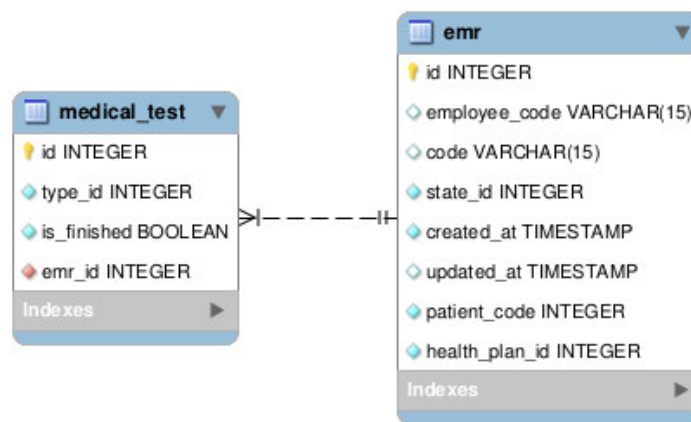 medical_test
id INTEGER
type_id INTEGER
is_finished BOOLEAN
emr_id INTEGER
Indexes
emr
id INTEGER
employee_code VARCHAR(15)
code VARCHAR(15)
state_id INTEGER
created_at TIMESTAMP
updated_at TIMESTAMP
patient_code INTEGER
health_plan_id INTEGER
Indexes